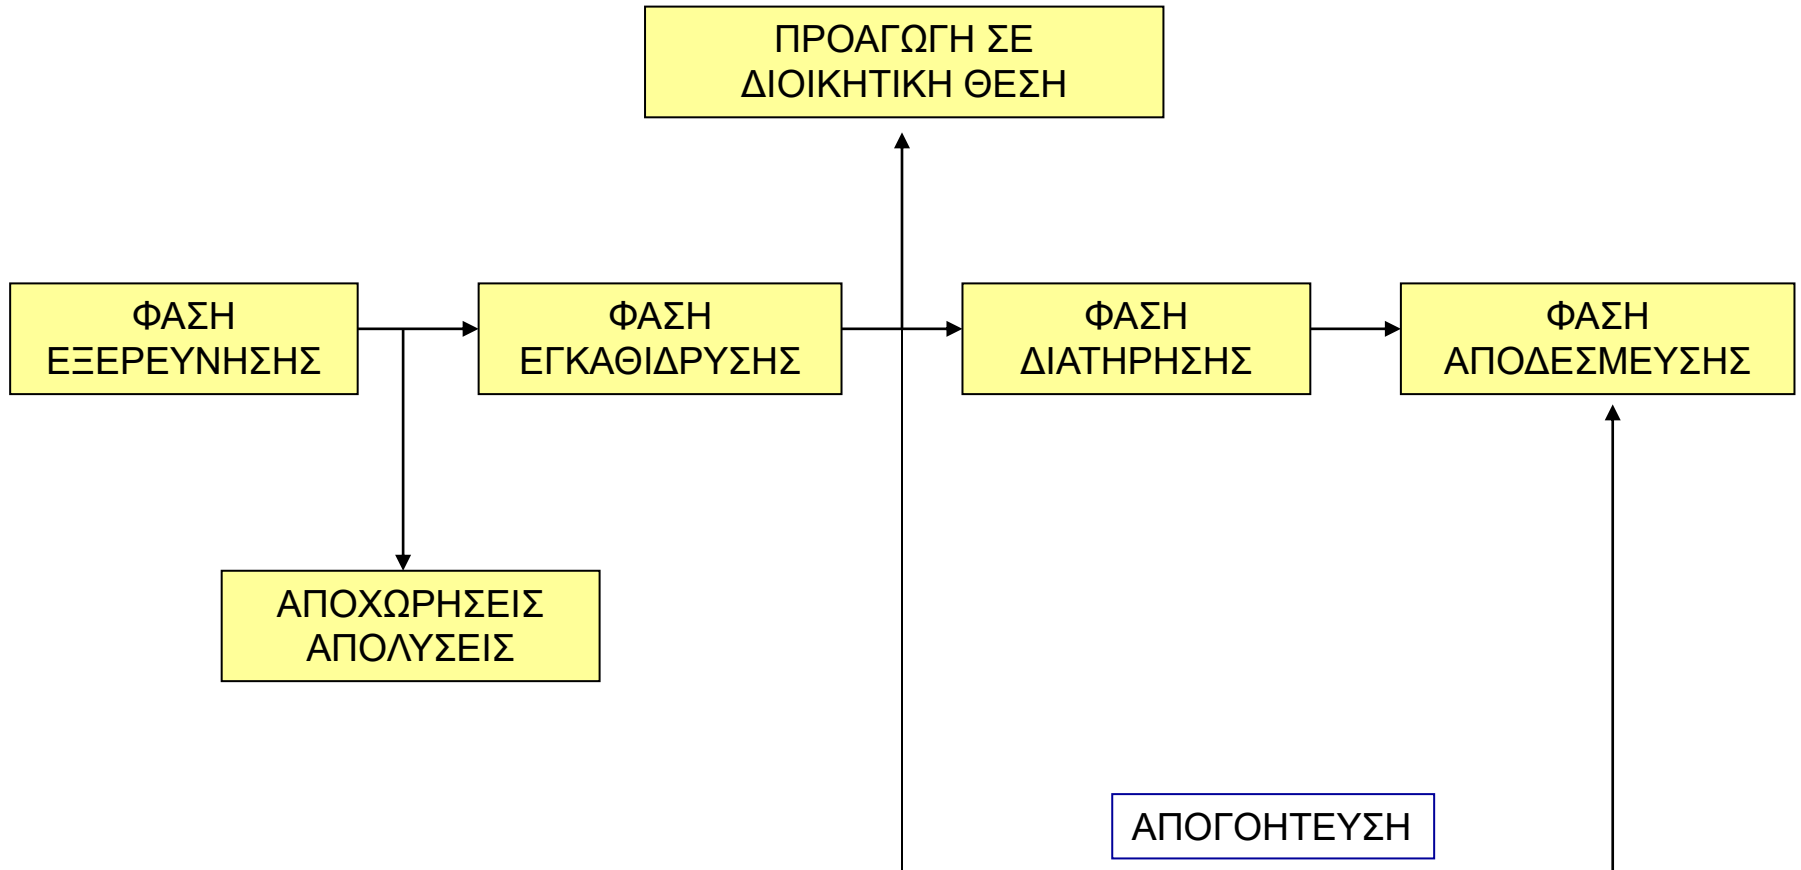 ΠΡΟΑΓΩΓΗ ΣΕ
ΔΙΟΙΚΗΤΙΚΗ ΘΕΣΗ
ΦΑΣΗ
ΕΞΕΡΕΥΝΗΣΗΣ
ΦΑΣΗ
ΕΓΚΑΘΙΔΡΥΣΗΣ
ΦΑΣΗ
ΔΙΑΤΗΡΗΣΗΣ
ΦΑΣΗ
ΑΠΟΔΕΣΜΕΥΣΗΣ
ΑΠΟΧΩΡΗΣΕΙΣ
ΑΠΟΛΥΣΕΙΣ
ΑΠΟΓΟΗΤΕΥΣΗ